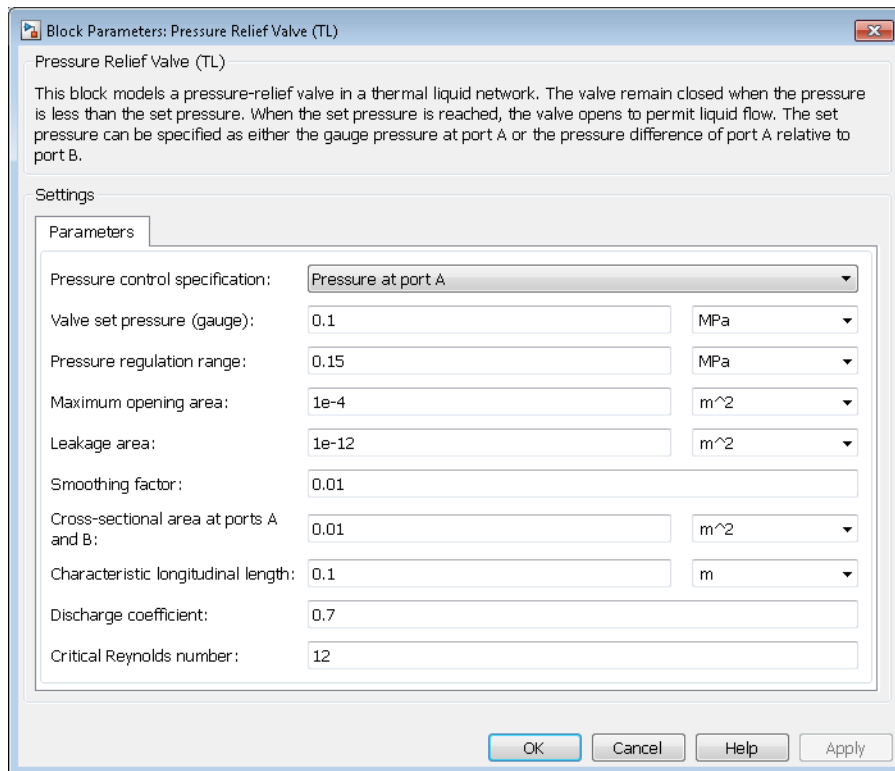 Block Parameters: Pressure Relief Valve (TL)
Pressure Relief Valve (TL)
This block models a pressure-relief valve in a thermal liquid network. The valve remain closed when the pressure
is less than the set pressure. When the set pressure is reached, the valve opens to permit liquid flow. The set
pressure can be specified as either the gauge pressure at port A or the pressure difference of port A relative to
port B.
Settings
Parameters
Pressure control specification: Pressure at port A
Valve set pressure (gauge): 0.1 MPa
Pressure regulation range: 0.15 MPa
Maximum opening area: 1e-4 m^2
Leakage area: 1e-12 m^2
Smoothing factor: 0.01
Cross-sectional area at ports A
and B: 0.01 m^2
Characteristic longitudinal length: 0.1 m
Discharge coefficient: 0.7
Critical Reynolds number: 12
OK Cancel Help Apply